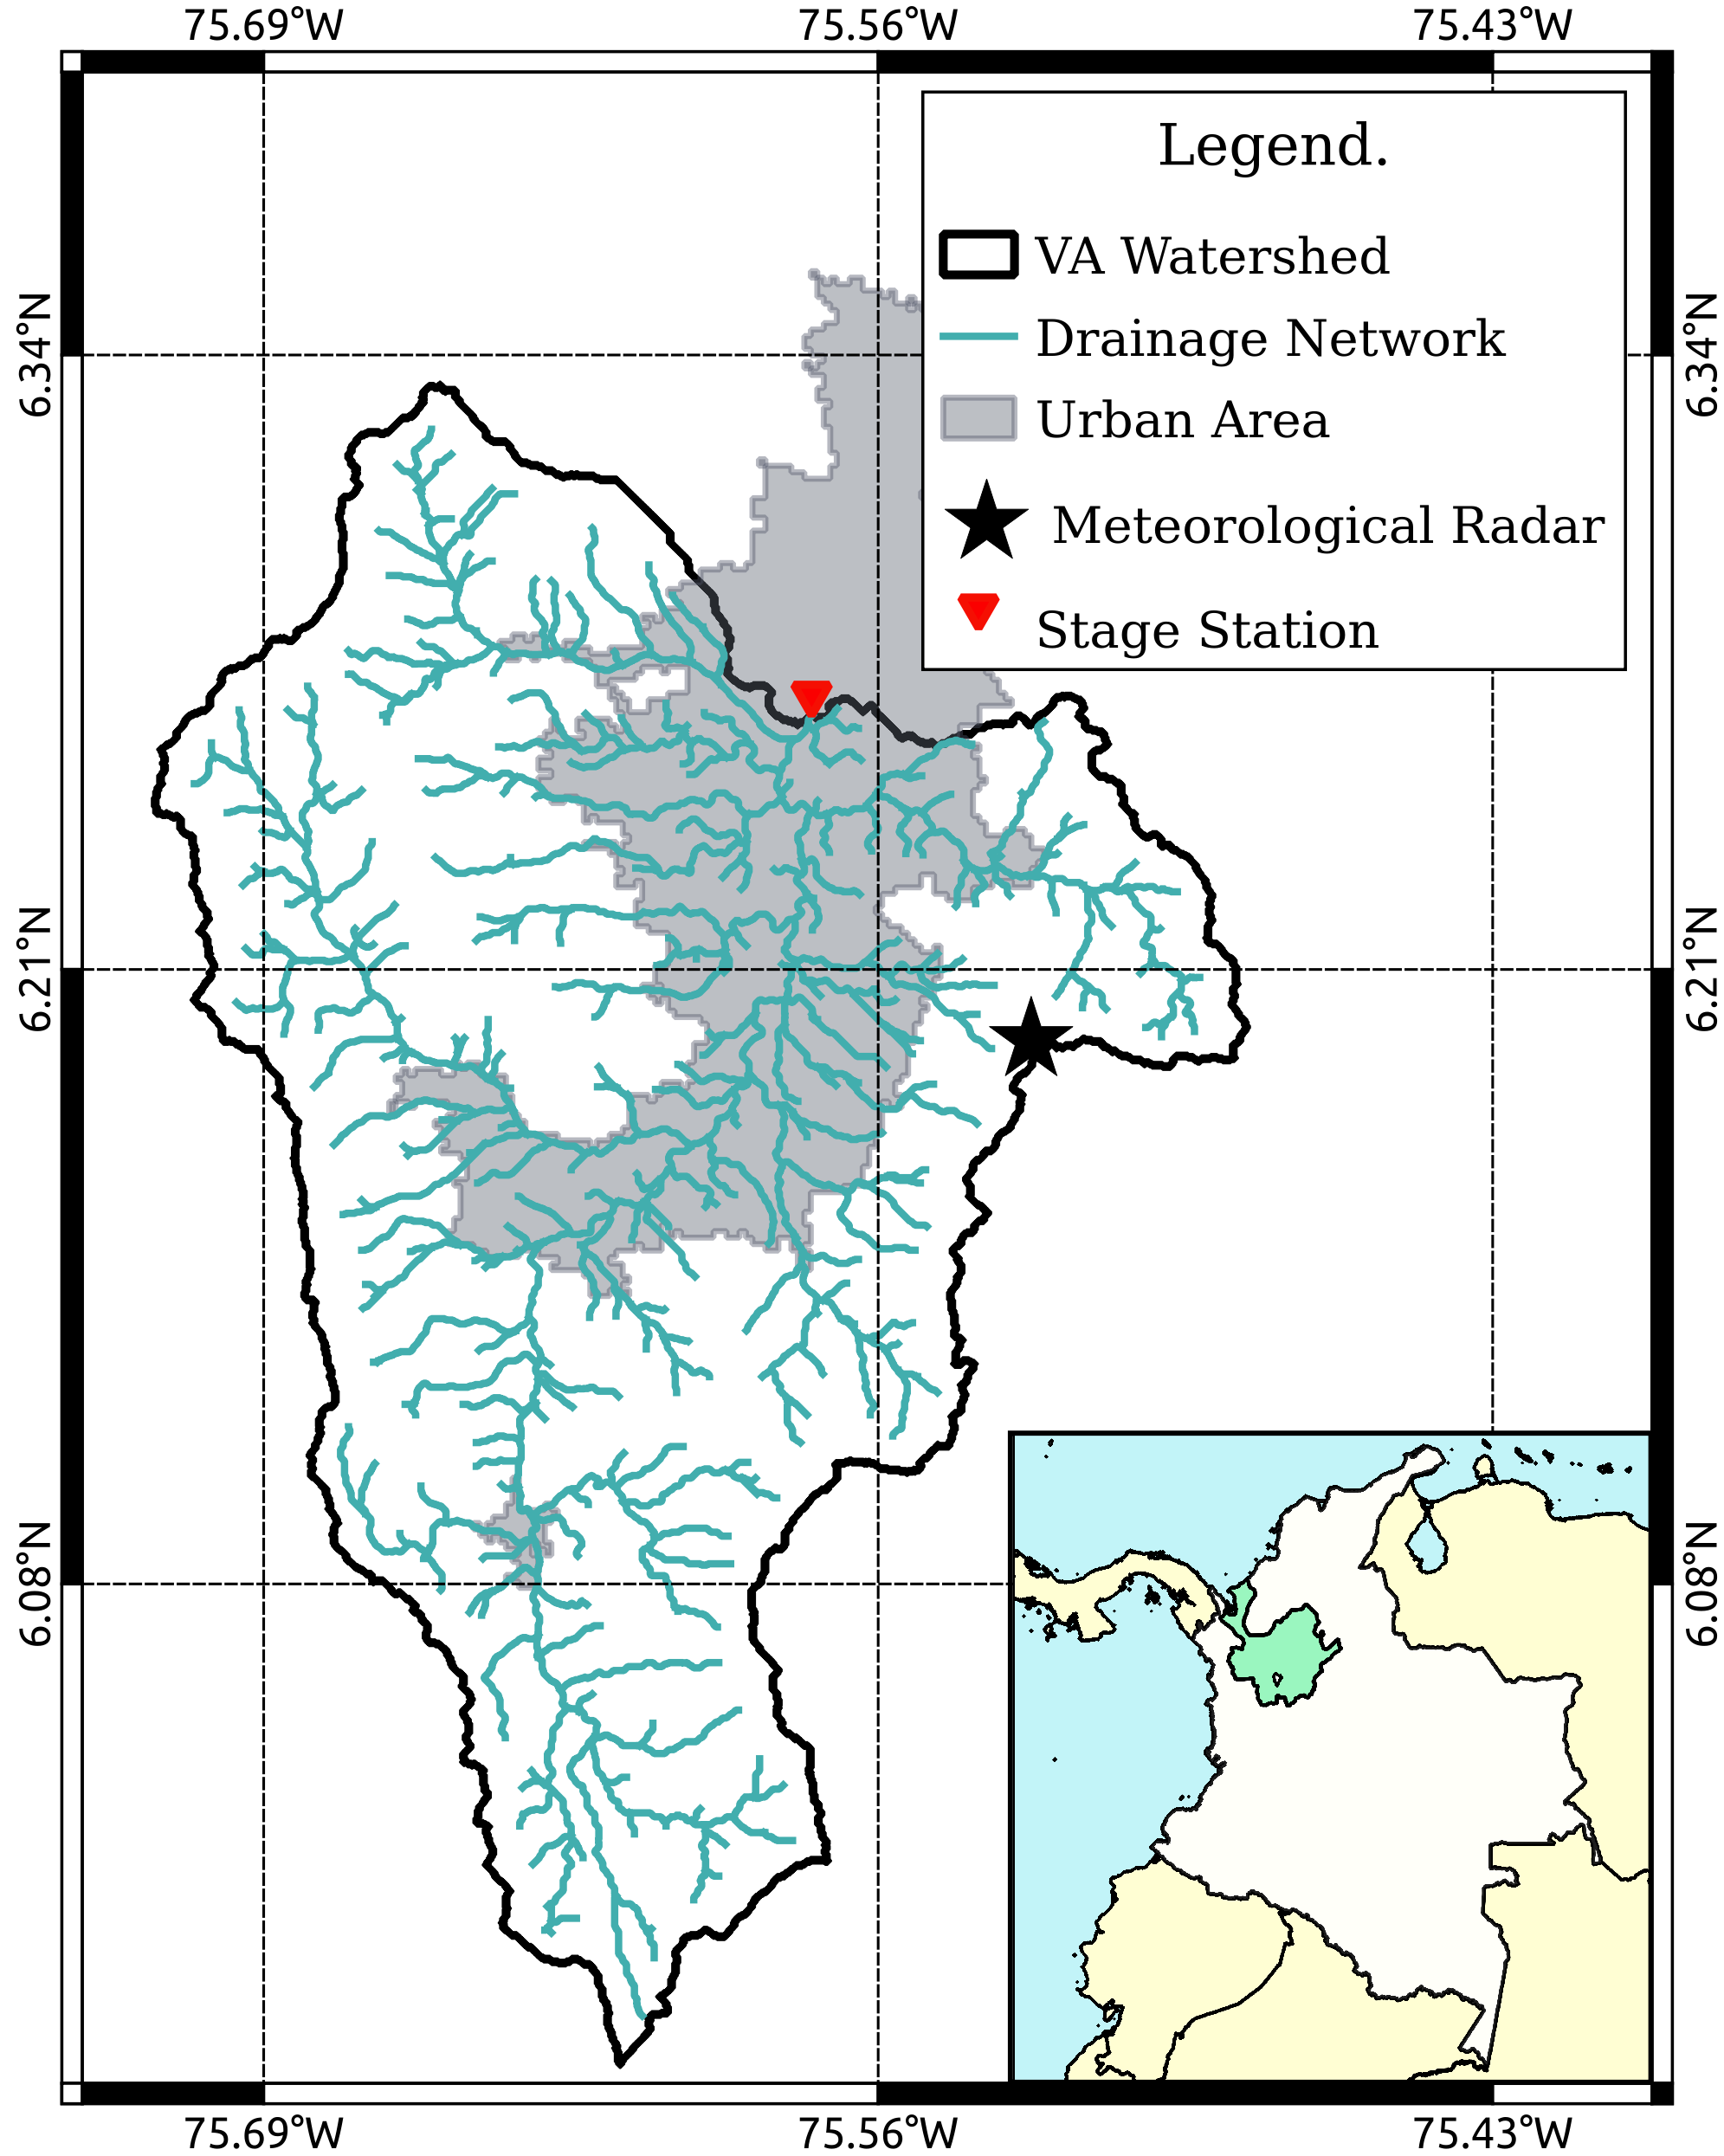 75.69°W
75.56°W
75.43°W
Legend.
VA Watershed
Drainage Network
Urban Area
Meteorological Radar
Stage Station
6.34°N
6.34°N
6.21°N
6.21°N
6.08°N
6.08°N
75.69°W
75.56°W
75.43°W